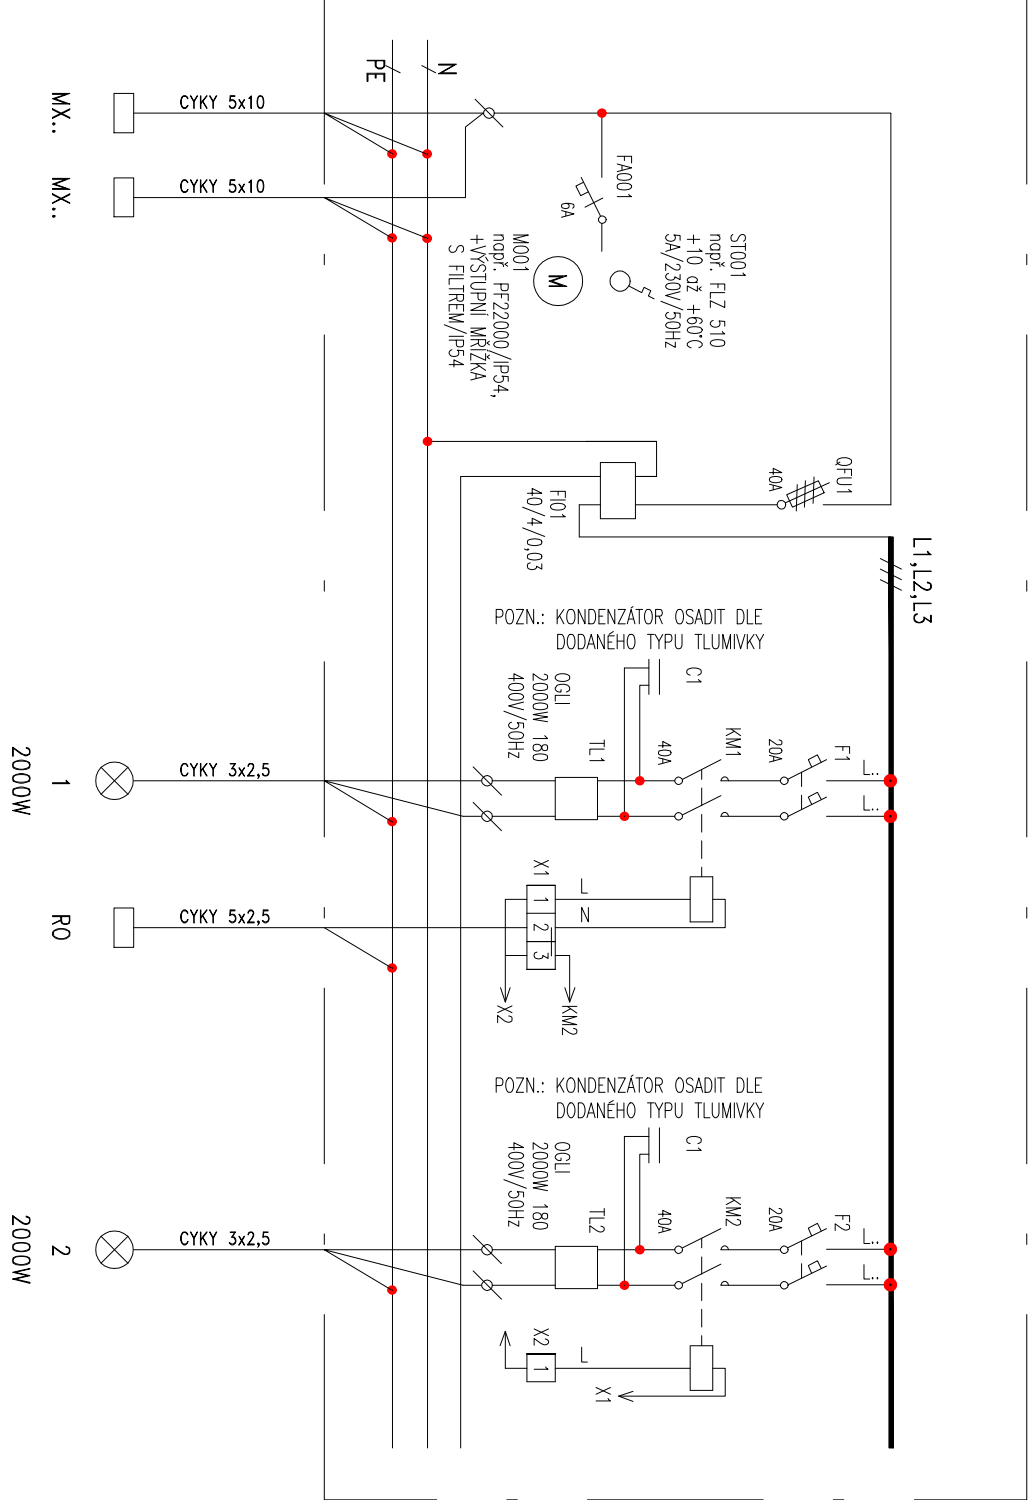 PE
N
MX..
CYKY 5x10
MX..
CYKY 5x10
FA001
6A
ST001
např. FLZ 510
+10 až +60°C
5A/230V/50Hz
M
M001
např. PF22000/IP54,
+VÝSTUPNÍ MŘÍŽKA
S FILTREM/IP54
QFU1
40A
FI01
40/4/0,03
L1,L2,L3
POZN.: KONDENZÁTOR OSADIT DLE
DODANÉHO TYPU TLUMIVKY
C1
OGLI
2000W 180
400V/50Hz
TL1
40A
KM1
20A
F1
L::
L::
1
2000W
CYKY 3x2,5
X1
1
2
3
L
N
RO
CYKY 5x2,5
X2
KM2
POZN.: KONDENZÁTOR OSADIT DLE
DODANÉHO TYPU TLUMIVKY
C1
OGLI
2000W 180
400V/50Hz
TL2
40A
KM2
20A
F2
L::
L::
2
2000W
CYKY 3x2,5
X2
1
L
X1